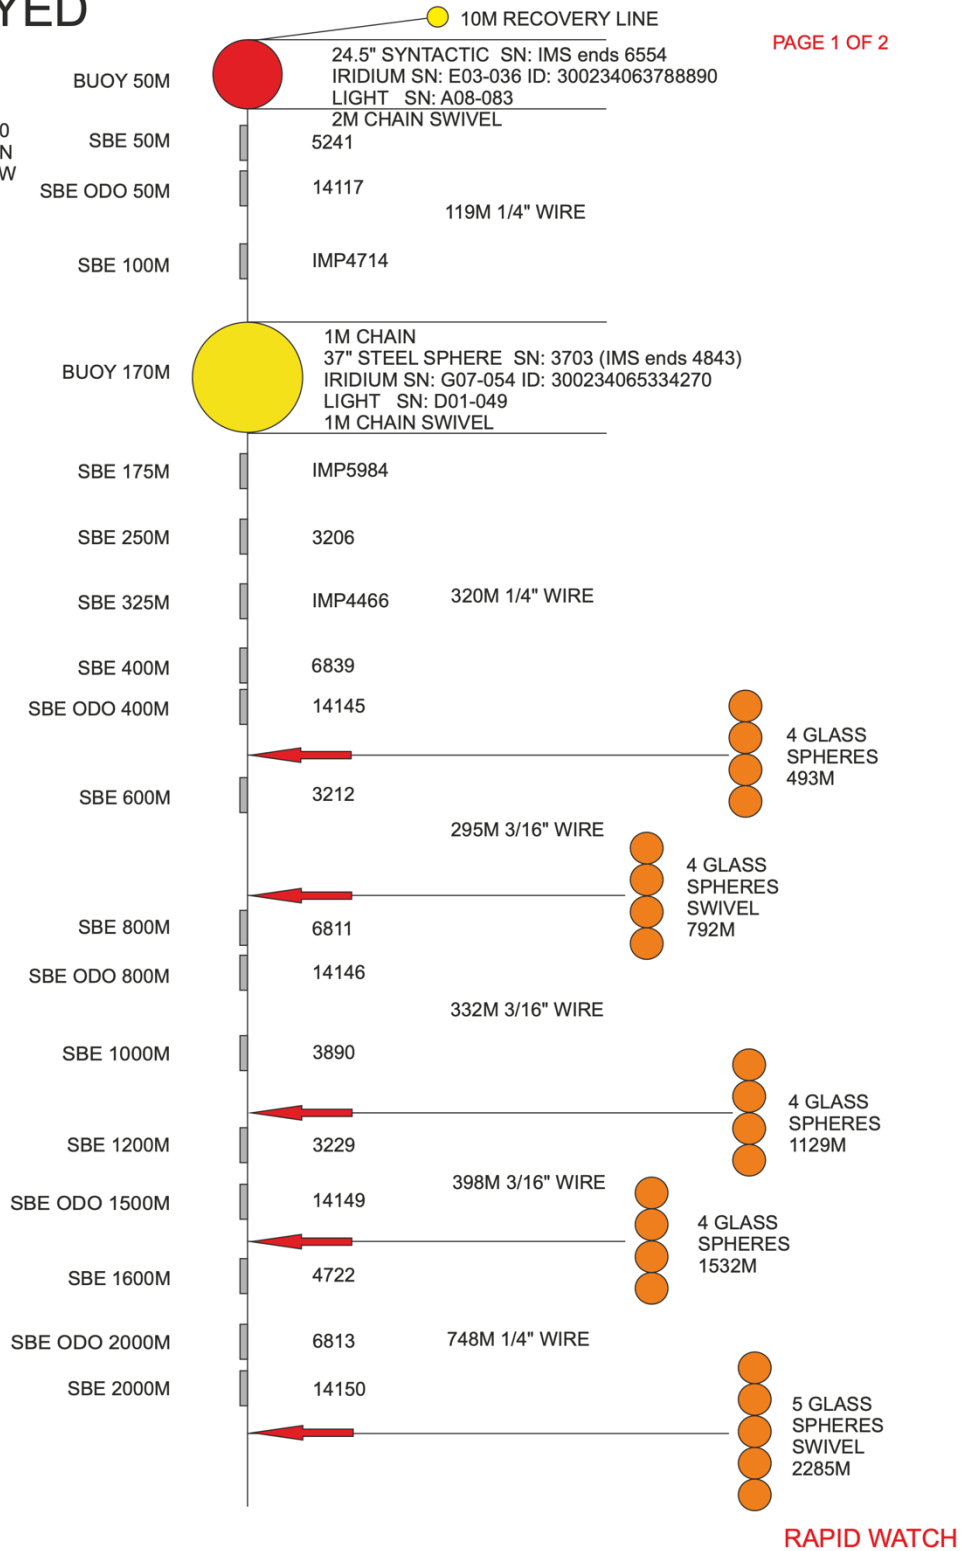 YED
10M RECOVERY LINE
PAGE 1 OF 2
24.5" SYNTACTIC SN: IMS ends 6554
BUOY 50M
IRIDIUM SN: E03-036 ID: 300234063788890
LIGHT SN: A08-083
2M CHAIN SWIVEL
0
N
W
SBE 50M
5241
SBE ODO 50M
14117
119M 1/4" WIRE
SBE 100M
IMP4714
1M CHAIN
37" STEEL SPHERE SN: 3703 (IMS ends 4843)
BUOY 170M
IRIDIUM SN: G07-054 ID: 300234065334270
LIGHT SN: D01-049
1M CHAIN SWIVEL
SBE 175M
IMP5984
SBE 250M
3206
SBE 325M
IMP4466
320M 1/4" WIRE
SBE 400M
6839
SBE ODO 400M
14145
4 GLASS
SPHERES
493M
SBE 600M
3212
295M 3/16" WIRE
4 GLASS
SPHERES
SWIVEL
792M
SBE 800M
6811
SBE ODO 800M
14146
332M 3/16" WIRE
SBE 1000M
3890
4 GLASS
SPHERES
1129M
SBE 1200M
3229
398M 3/16" WIRE
SBE ODO 1500M
14149
4 GLASS
SPHERES
1532M
SBE 1600M
4722
SBE ODO 2000M
6813
748M 1/4" WIRE
SBE 2000M
14150
5 GLASS
SPHERES
SWIVEL
2285M
RAPID WATCH